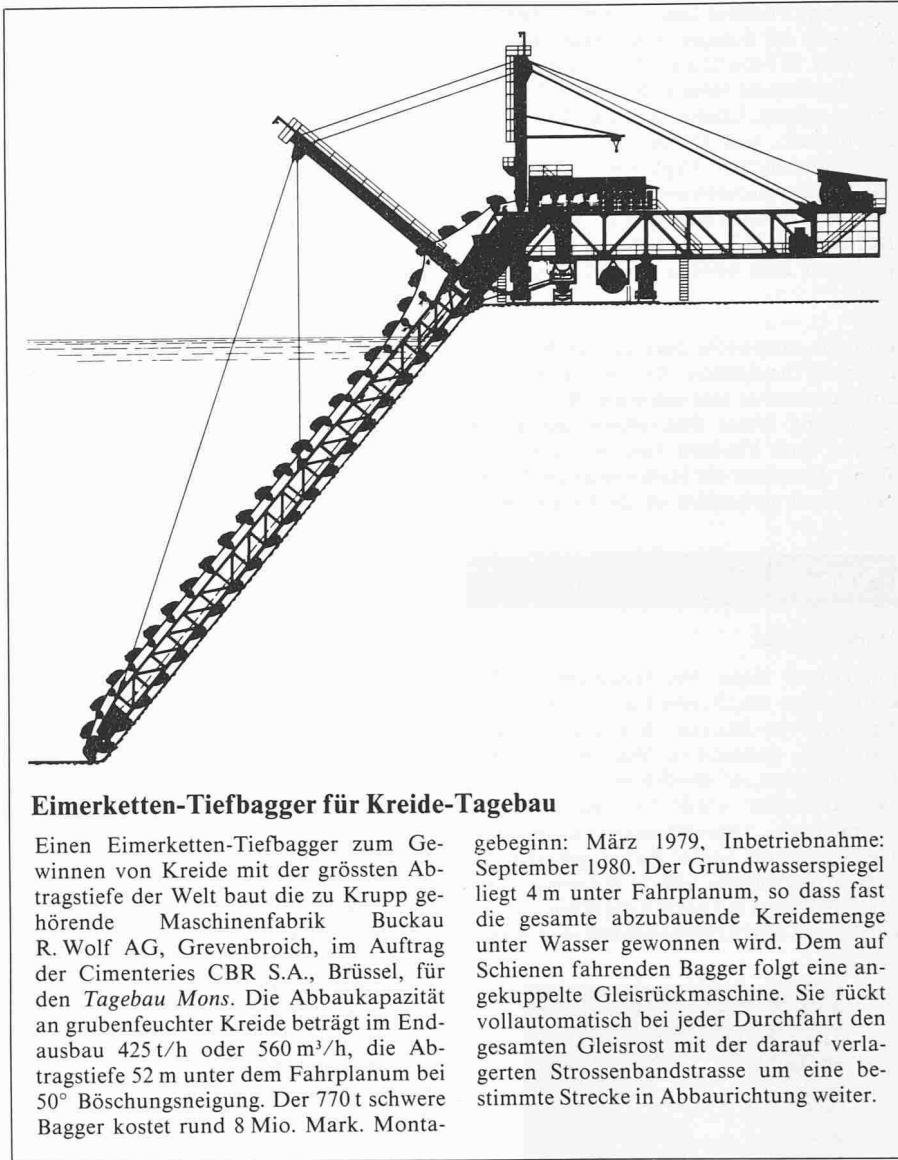 Eimerketten-Tiefbagger für Kreide-Tagebau
Einen Eimerketten-Tiefbagger zum Ge-
winnen von Kreide mit der grössten Ab-
tragstiefe der Welt baut die zu Krupp ge-
hörende Maschinenfabrik Buckau
R. Wolf AG, Grevenbroich, im Auftrag
der Cimenteries CBR S.A., Brüssel, für
den Tagebau Mons. Die Abbaukapazität
an grubenfeuchter Kreide beträgt im End-
ausbau 425 t/h oder 560 m³/h, die Ab-
tragstiefe 52 m unter dem Fahrplanum bei
50° Böschungsneigung. Der 770 t schwere
Bagger kostet rund 8 Mio. Mark. Monta-
gebeginn: März 1979, Inbetriebnahme:
September 1980. Der Grundwasserspiegel
liegt 4 m unter Fahrplanum, so dass fast
die gesamte abzubauende Kreidemenge
unter Wasser gewonnen wird. Dem auf
Schienen fahrenden Bagger folgt eine an-
gekuppelte Gleisrückmaschine. Sie rückt
vollautomatisch bei jeder Durchfahrt den
gesamten Gleisrost mit der darauf verla-
gerten Strossenbandstrasse um eine be-
stimmte Strecke in Abbaurichtung weiter.